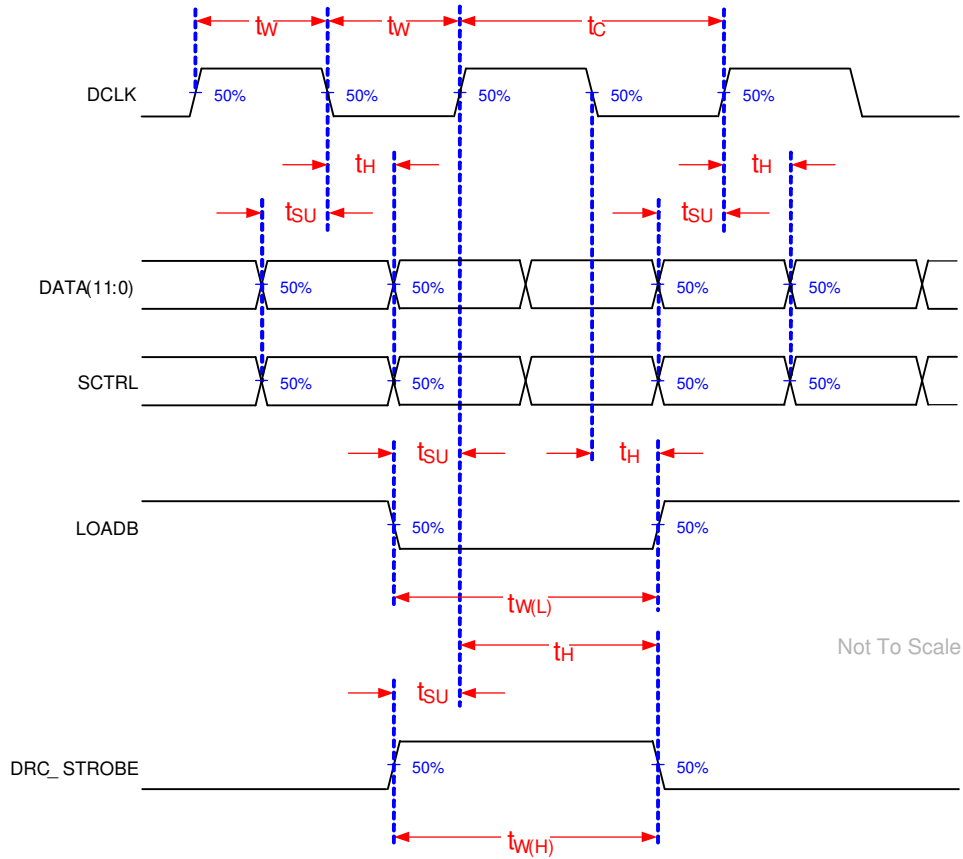 tW tW tC
DCLK 50% 50% 50% 50% 50%
tH tH
tSU tSU
DATA(11:0) 50% 50% 50% 50%
SCTRL 50% 50% 50% 50%
tSU tH
LOADB 50% 50%
tW(L)
tH Not To Scale
tSU
DRC_ STROBE 50% 50%
tW(H)